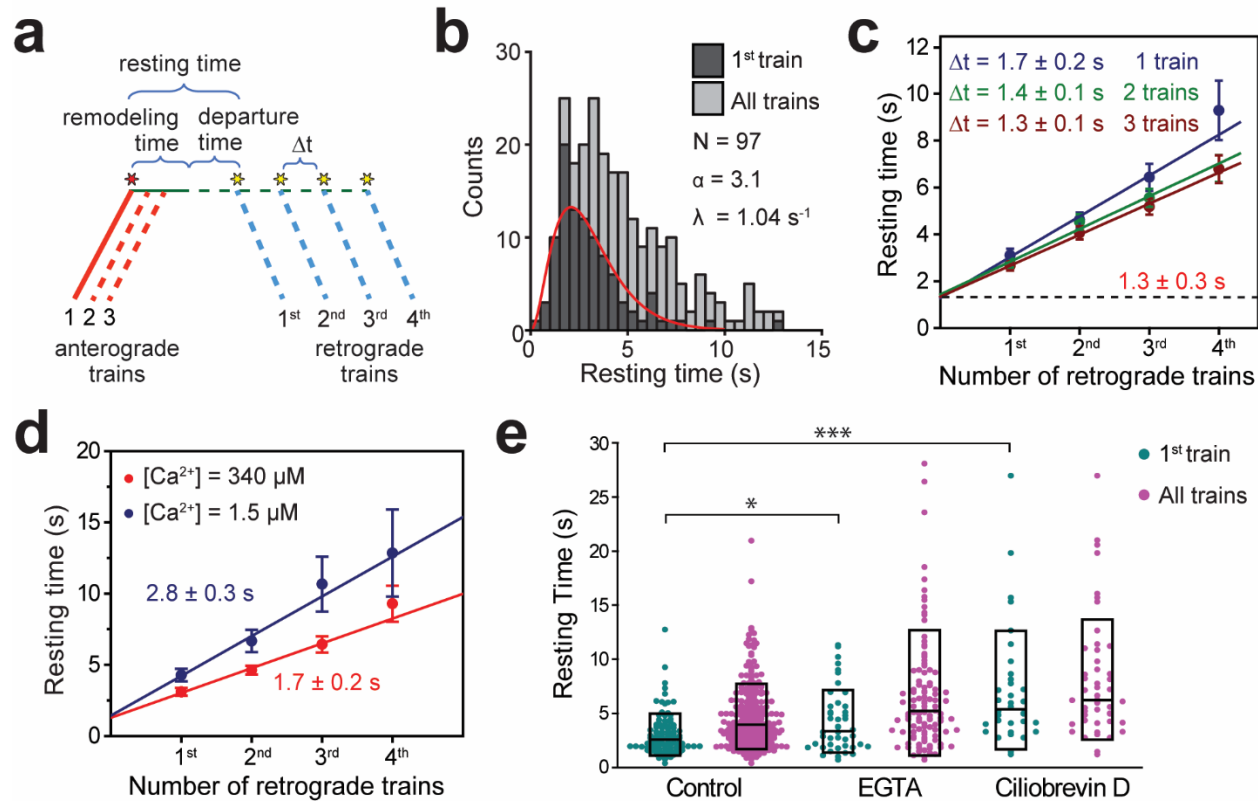 a
resting time
remodeling departure
time time
Δt
1 2 3
1st 2nd 3rd 4th
anterograde retrograde
trains trains
b
30
20
10
0
Counts
1st train
All trains
N = 97
α = 3.1
λ = 1.04 s-1
0 5 10 15
Resting time (s)
c
12
10
8
6
4
2
0
Resting time (s)
Δt = 1.7 ± 0.2 s 1 train
Δt = 1.4 ± 0.1 s 2 trains
Δt = 1.3 ± 0.1 s 3 trains
1.3 ± 0.3 s
1st 2nd 3rd 4th
Number of retrograde trains
d
20
15
10
5
0
Resting time (s)
[Ca2+] = 340 µM
[Ca2+] = 1.5 µM
2.8 ± 0.3 s
1.7 ± 0.2 s
1st 2nd 3rd 4th
Number of retrograde trains
e
30
25
20
15
10
5
0
Resting Time (s)
***
*
1st train
All trains
Control EGTA Ciliobrevin D